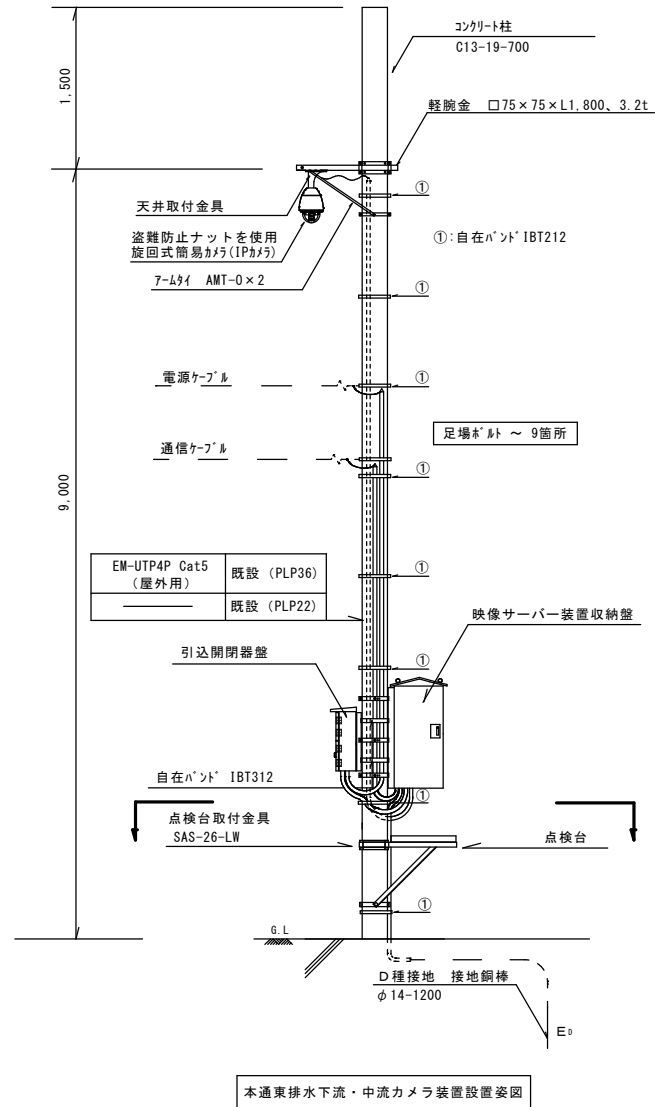 コンクリート柱
C13-19-700
1,500
軽腕金 □75×75×L1,800、3.2t
①
天井取付金具
盗難防止ナットを使用
旋回式簡易カメラ(IPカメラ)
①:自在バンド IBT212
アームタイ AMT-0×2
①
電源ケーブル
①
足場ボルト ～ 9箇所
通信ケーブル
①
9,000
EM-UTP4P Cat5
(屋外用)
既設 (PLP36)
既設 (PLP22)
①
映像サーバー装置収納盤
引込開閉器盤
①
自在バンド IBT312
①
点検台取付金具
SAS-26-LW
点検台
①
G.L
D種接地 接地銅棒
φ14-1200
ED
本通東排水下流・中流カメラ装置設置姿図